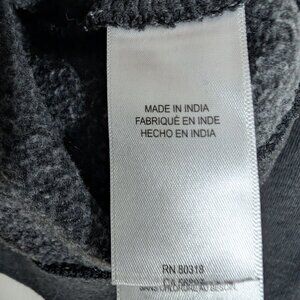 MADE IN INDIA
FABRIQUÉ EN INDE
HECHO EN INDIA
RN 80318